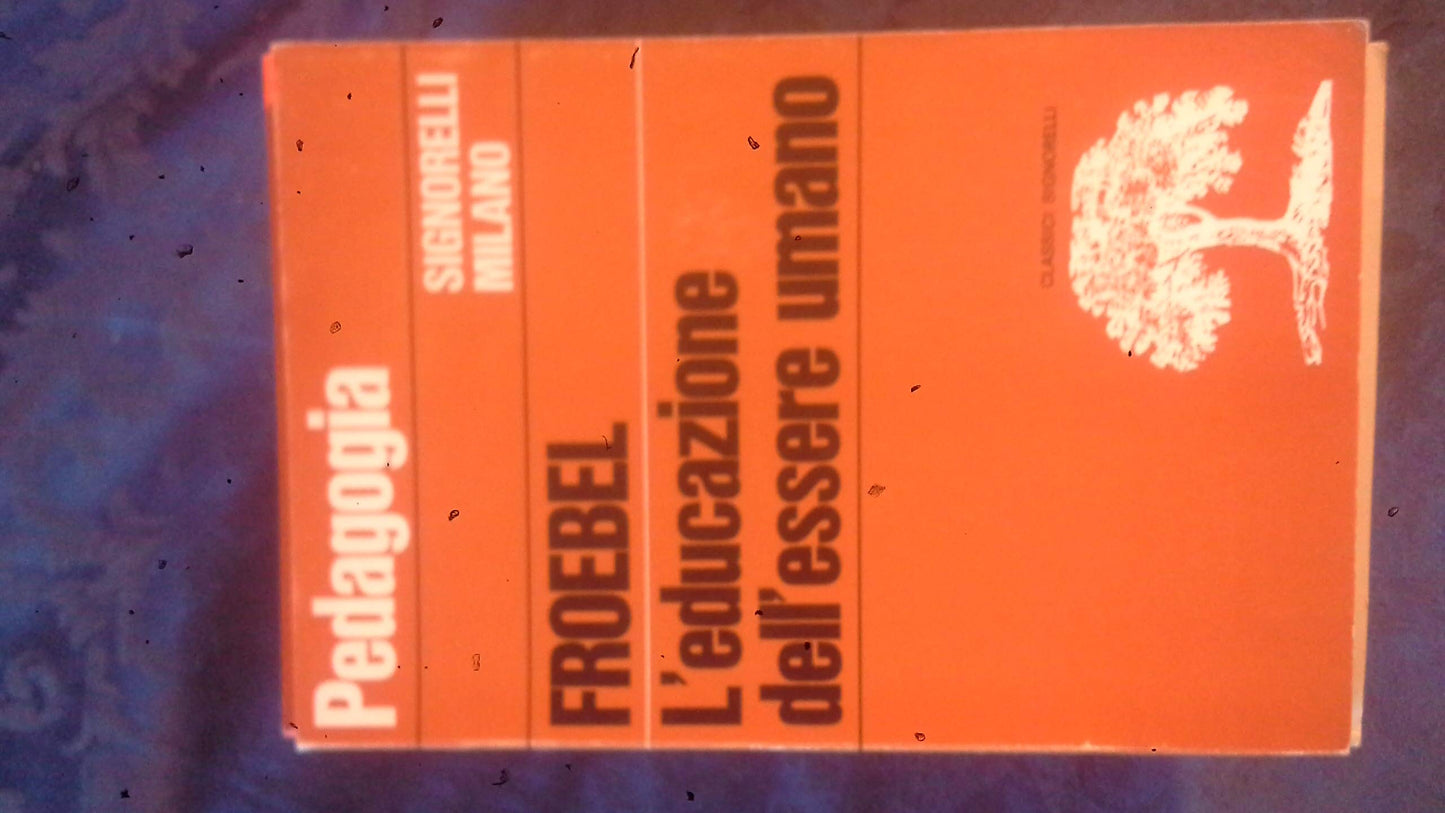 Pedagogia
SIGNORELLI
MILANO
FROEBEL
L'educazione
dell'essere umano
CLASSICI SIGNORELLI